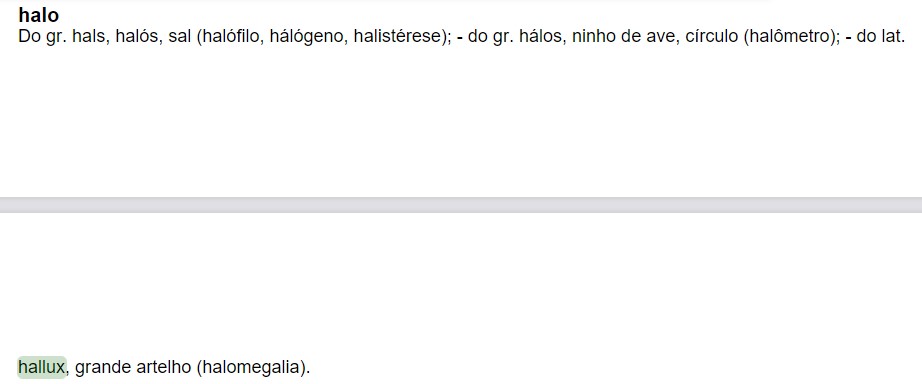 halo
Do gr. hals, halós, sal (halófilo, hálógeno, halistérese); - do gr. hálos, ninho de ave, círculo (halômetro); - do lat.
hallux, grande artelho (halomegalia).